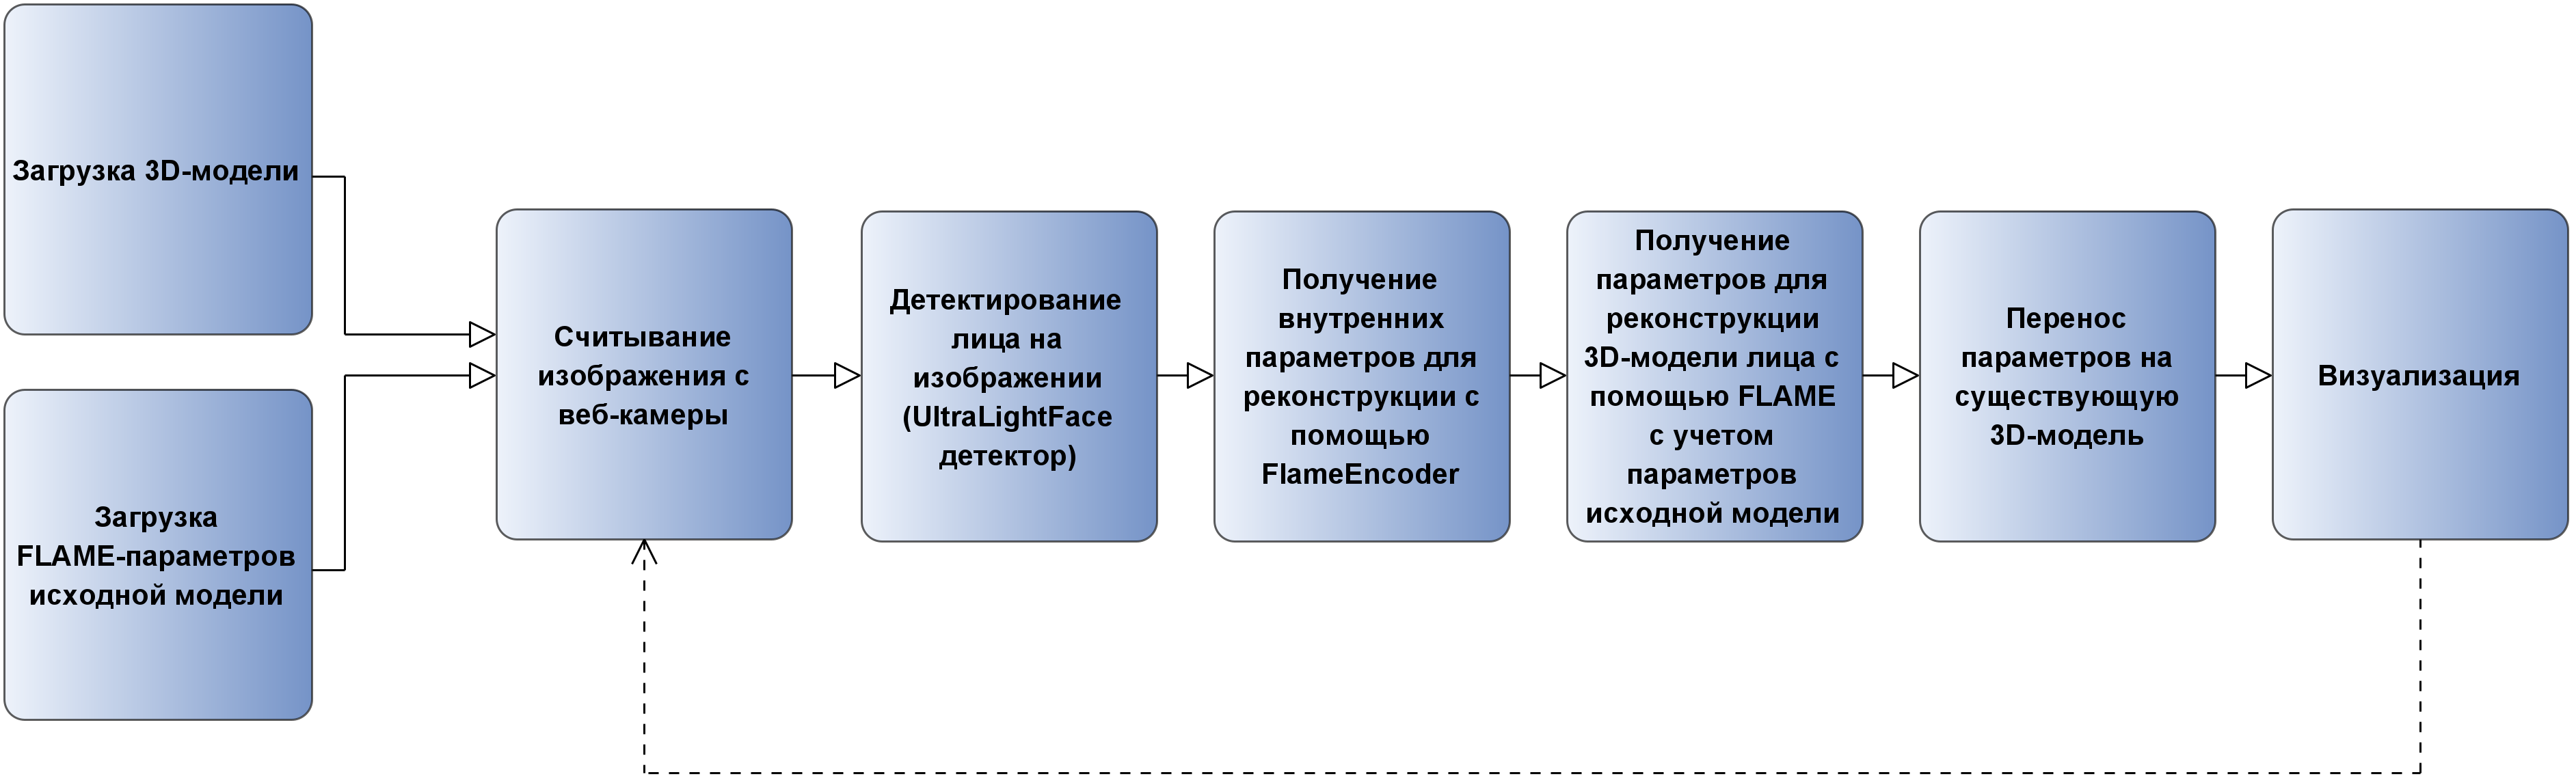 Загрузка 3D-модели
Загрузка
FLAME-параметров
исходной модели
Считывание
изображения с
веб-камеры
Детектирование
лица на
изображении
(UltraLightFace
детектор)
Получение
внутренних
параметров для
реконструкции с
помощью
FlameEncoder
Получение
параметров для
реконструкции
3D-модели лица с
помощью FLAME
с учетом
параметров
исходной модели
Перенос
параметров на
существующую
3D-модель
Визуализация